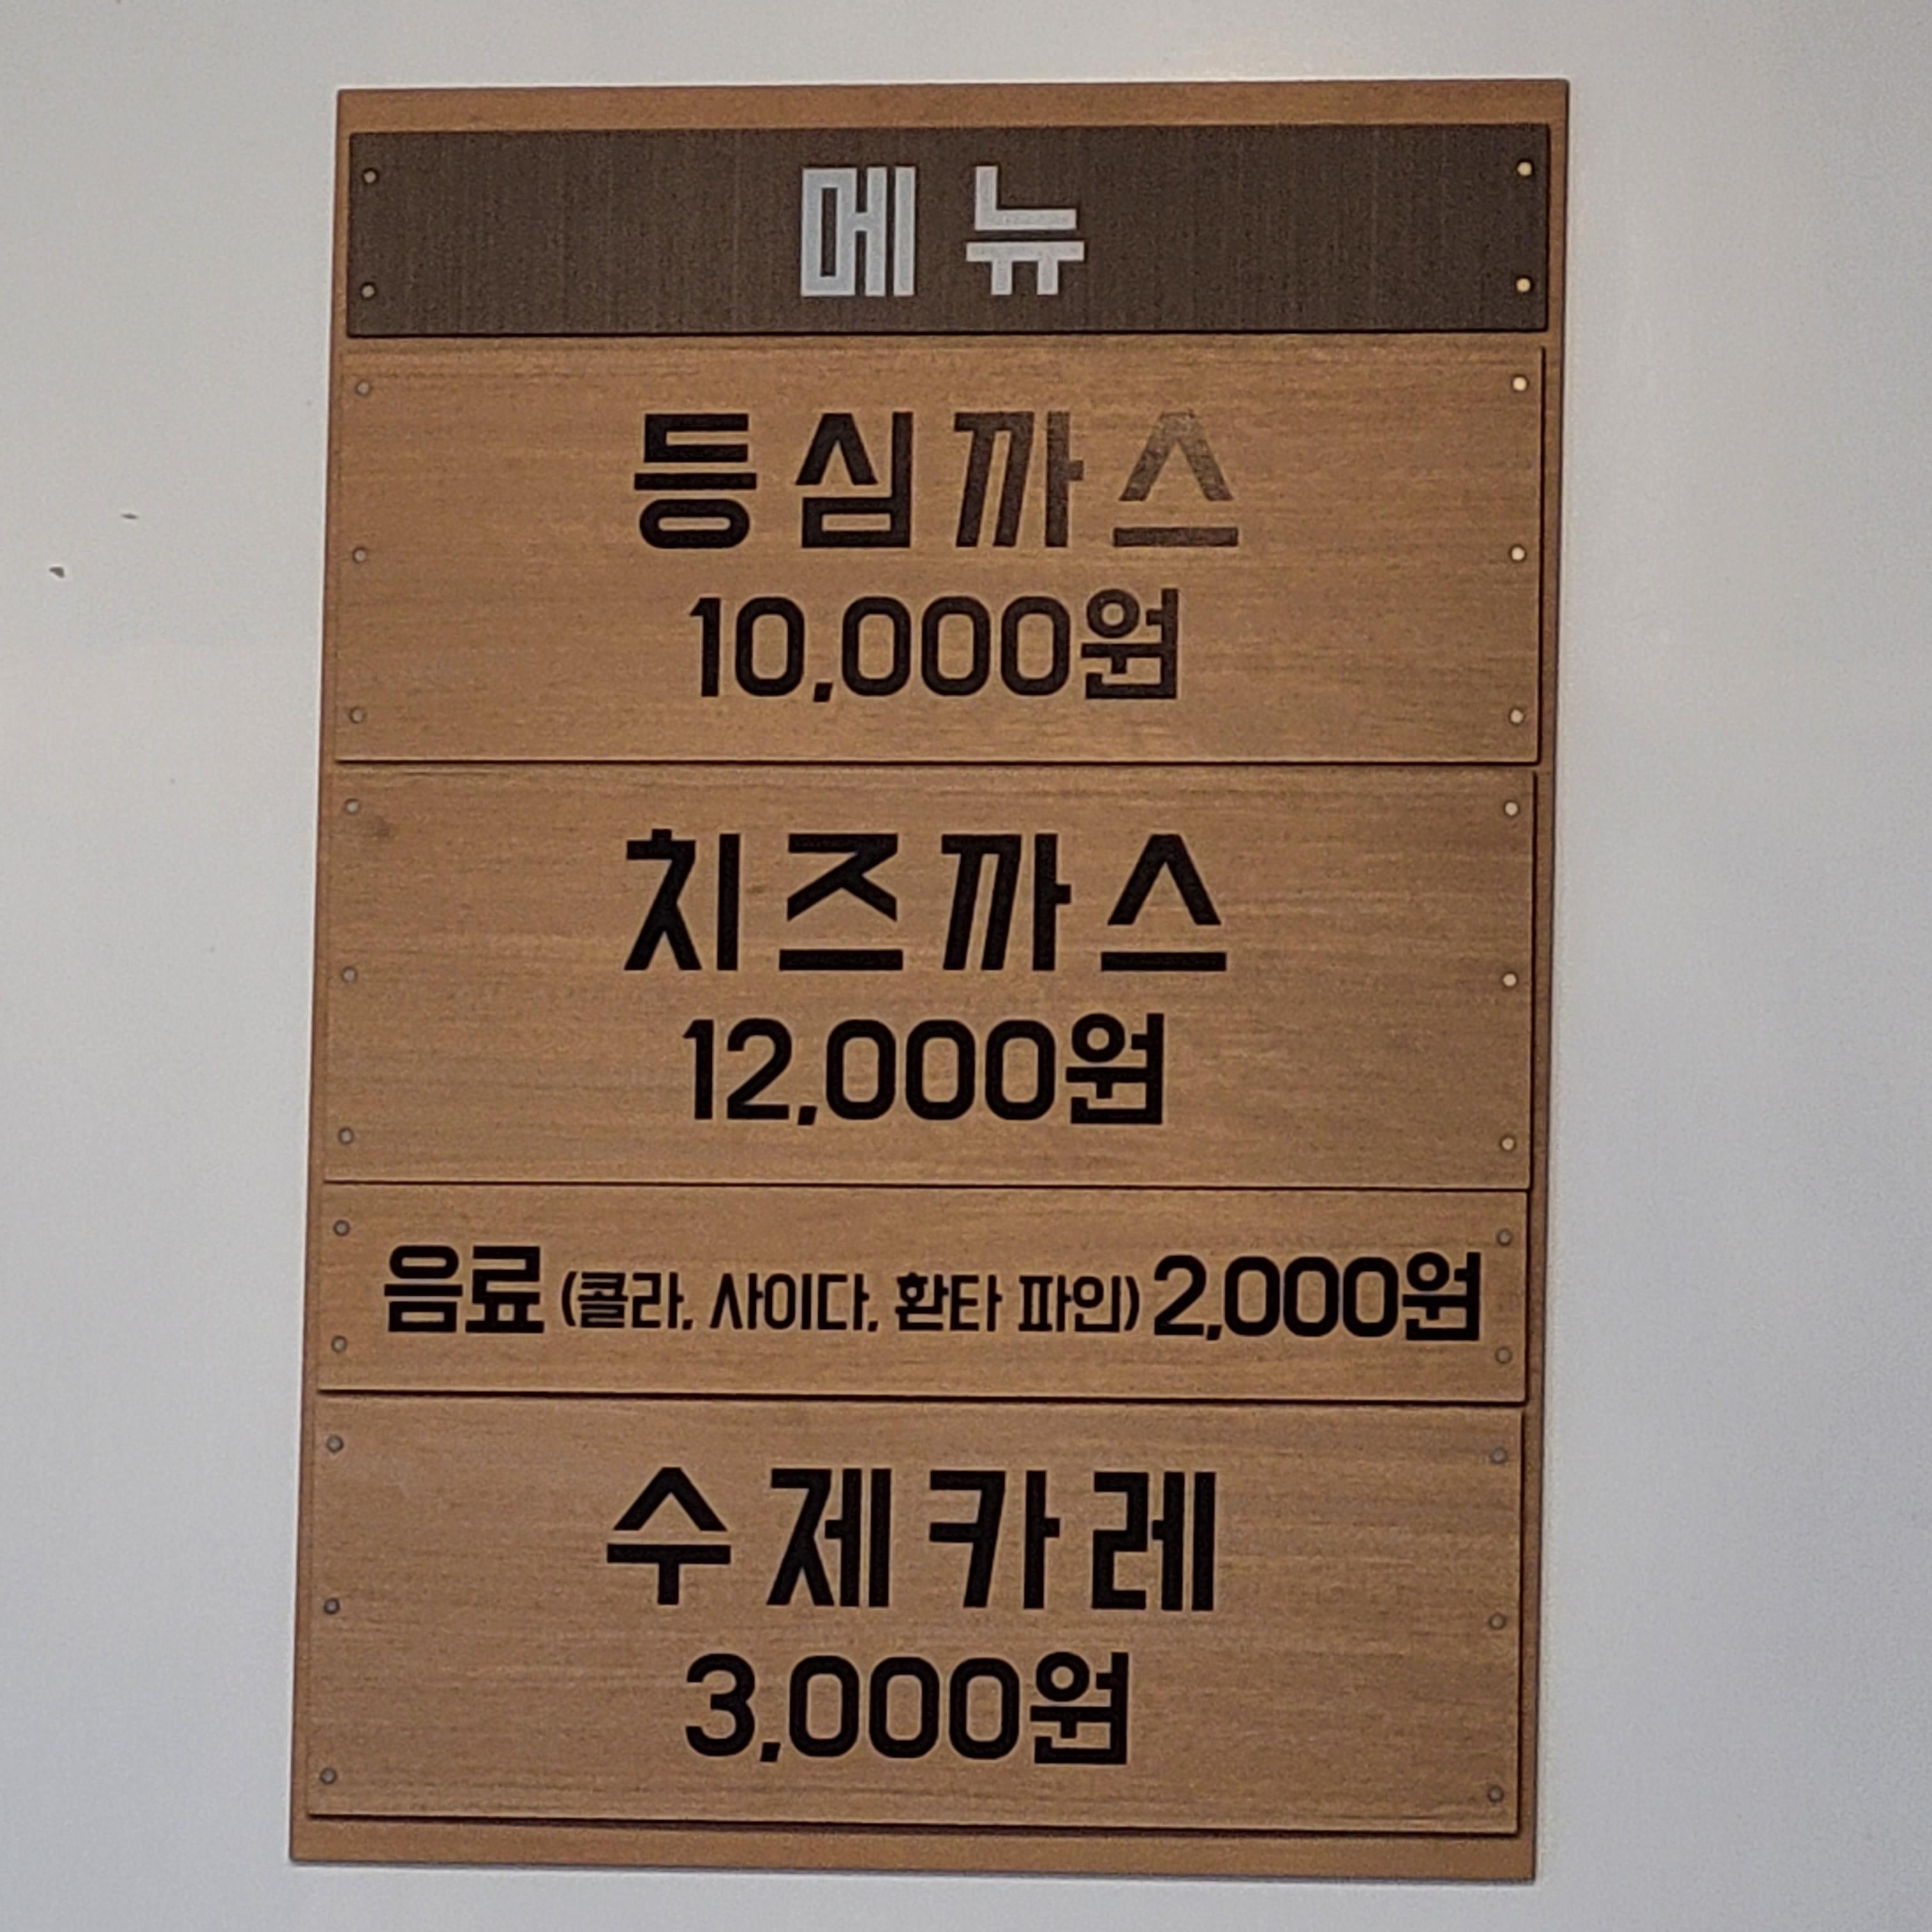 메뉴
등심까스
10,000원
치즈까스
12,000원
음료 (콜라, 사이다, 환타 파인) 2,000원
수제카레
3,000원